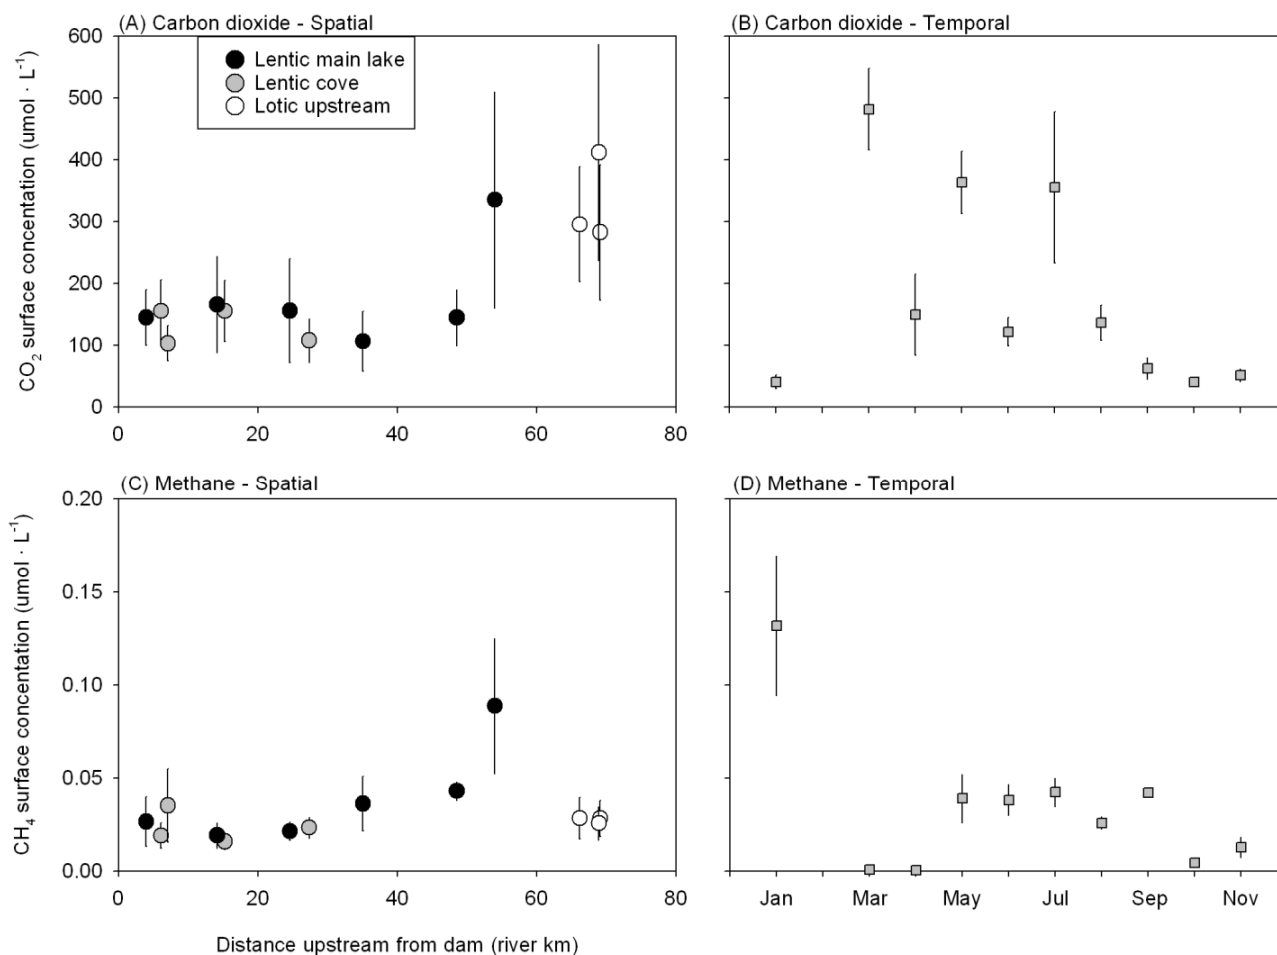 (A) Carbon dioxide - Spatial
Lentic main lake
Lentic cove
Lotic upstream
CO₂ surface concentration (umol · L⁻¹)
600
500
400
300
200
100
0
0 20 40 60 80
(B) Carbon dioxide - Temporal
(C) Methane - Spatial
CH₄ surface concentration (umol · L⁻¹)
0.20
0.15
0.10
0.05
0.00
0 20 40 60 80
Distance upstream from dam (river km)
(D) Methane - Temporal
Jan Mar May Jul Sep Nov